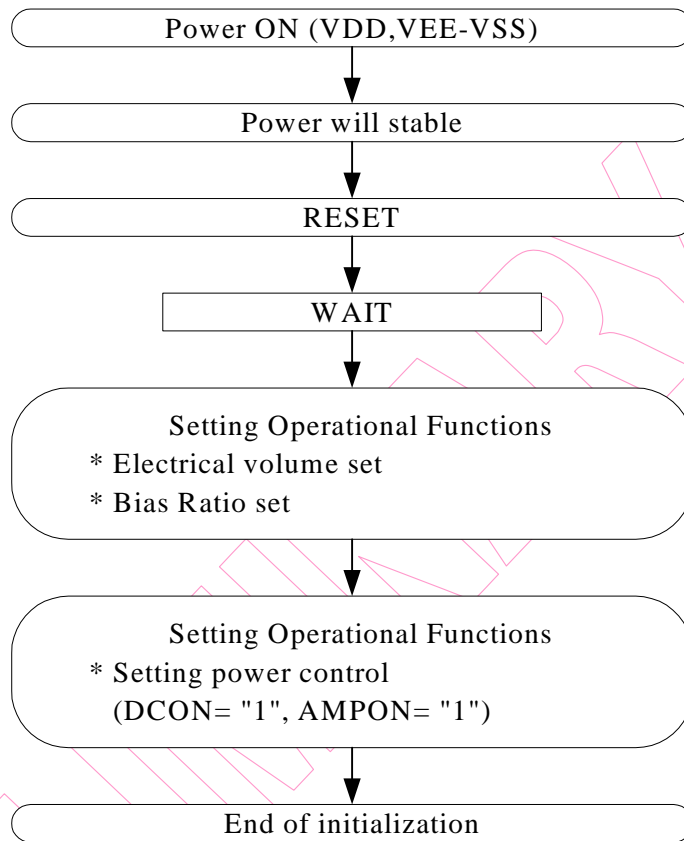 Power ON (VDD,VEE-VSS)
Power will stable
RESET
WAIT
Setting Operational Functions
* Electrical volume set
* Bias Ratio set
Setting Operational Functions
* Setting power control
(DCON= "1", AMPON= "1")
End of initialization